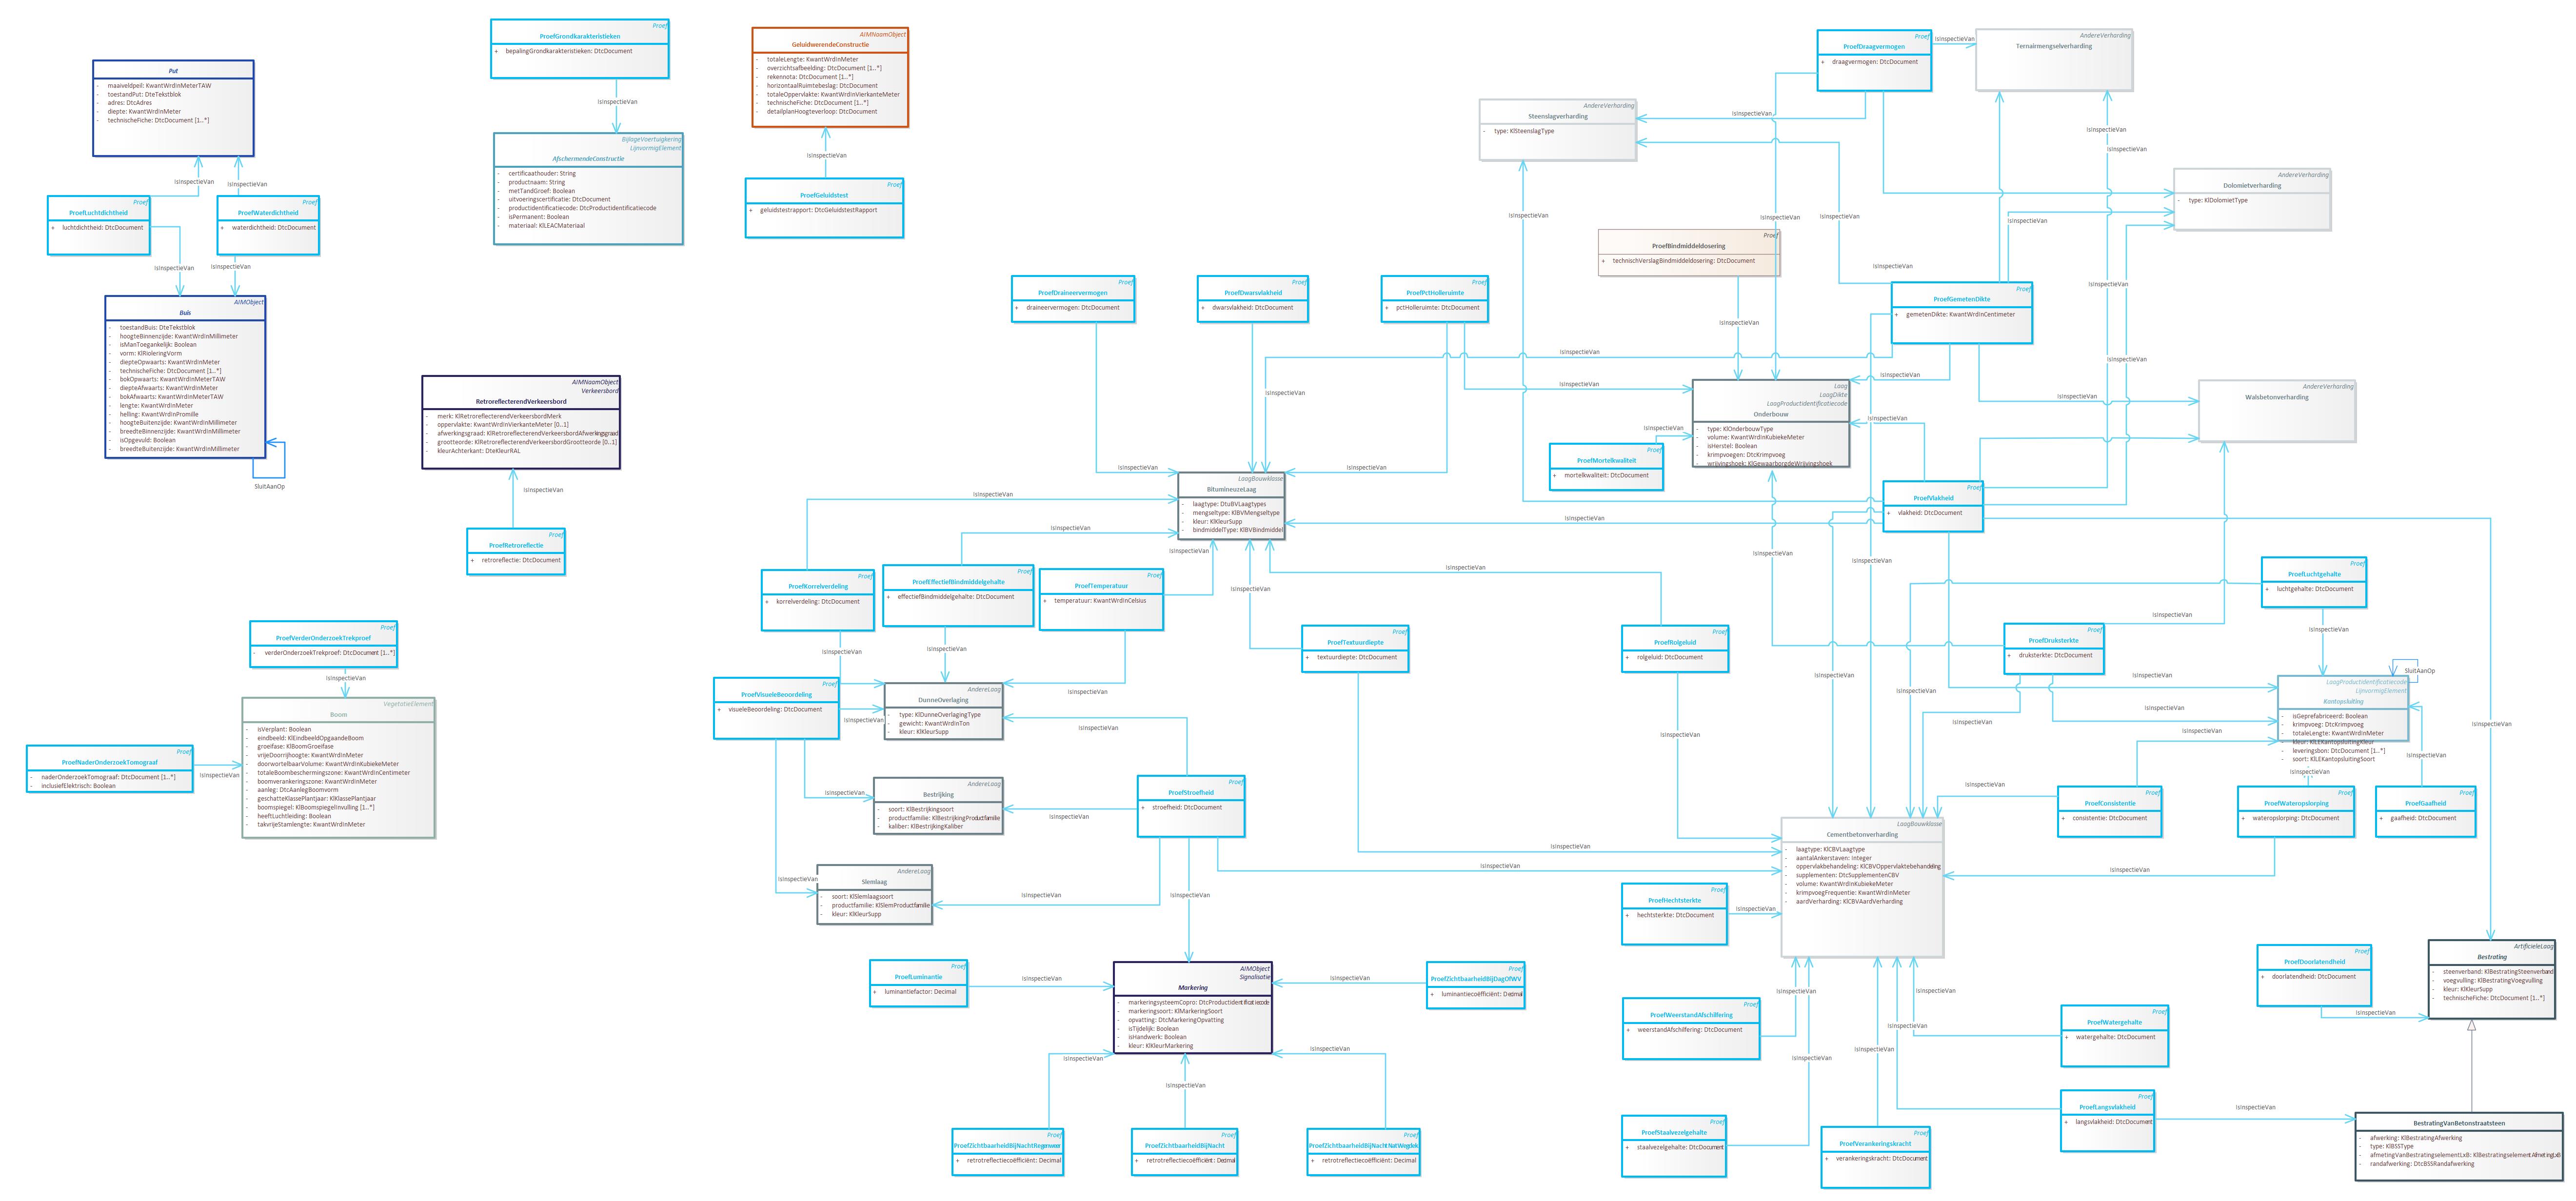 Proef
ProefGrondkarakteristieken
+ bepalingGrondkarakteristieken: DtcDocument
IsInspectieVan
BijlageVoertuigkering
LijnvormigElement
AfschermendeConstructie
- certificaathouder: String
- productnaam: String
- metTandGroef: Boolean
- uitvoeringscertificatie: DtcDocument
- productidentificatiecode: DtcProductidentificatiecode
- isPermanent: Boolean
- materiaal: KlLEACMateriaal
AIMNaamObject
GeluidwerendeConstructie
- totaleLengte: KwantWrdInMeter
- overzichtsafbeelding: DtcDocument [1..*]
- rekennota: DtcDocument [1..*]
- horizontaalRuimtebeslag: DtcDocument
- totaleOppervlakte: KwantWrdInVierkanteMeter
- technischeFiche: DtcDocument [1..*]
- detailplanHoogteverloop: DtcDocument
IsInspectieVan
Proef
ProefGeluidstest
+ geluidstestrapport: DtcGeluidstestRapport
Put
- maaiveldpeil: KwantWrdInMeterTAW
- toestandPut: DteTekstblok
- adres: DtcAdres
- diepte: KwantWrdInMeter
- technischeFiche: DtcDocument [1..*]
IsInspectieVan
IsInspectieVan
Proef
ProefLuchtdichtheid
+ luchtdichtheid: DtcDocument
Proef
ProefWaterdichtheid
+ waterdichtheid: DtcDocument
IsInspectieVan
IsInspectieVan
AIMObject
Buis
- toestandBuis: DteTekstblok
- hoogteBinnenzijde: KwantWrdInMillimeter
- isManToegankelijk: Boolean
- vorm: KlRioleringVorm
- diepteOpwaarts: KwantWrdInMeter
- technischeFiche: DtcDocument [1..*]
- bokOpwaarts: KwantWrdInMeterTAW
- diepteAfwaarts: KwantWrdInMeter
- bokAfwaarts: KwantWrdInMeterTAW
- lengte: KwantWrdInMeter
- helling: KwantWrdInPromille
- hoogteBuitenzijde: KwantWrdInMillimeter
- breedteBinnenzijde: KwantWrdInMillimeter
- isOpgevuld: Boolean
- breedteBuitenzijde: KwantWrdInMillimeter
SluitAanOp
AIMNaamObject
Verkeersbord
RetroreflecterendVerkeersbord
- merk: KlRetroreflecterendVerkeersbordMerk
- oppervlakte: KwantWrdInVierkanteMeter [0..1]
- afwerkingsgraad: KlRetroreflecterendVerkeersbordAfwerkingsgraad
- grootteorde: KlRetroreflecterendVerkeersbordGrootteorde [0..1]
- kleurAchterkant: DteKleurRAL
IsInspectieVan
Proef
ProefRetroreflectie
+ retroreflectie: DtcDocument
Proef
ProefVerderOnderzoekTrekproef
- verderOnderzoekTrekproef: DtcDocument [1..*]
IsInspectieVan
VegetatieElement
Boom
- isVerplant: Boolean
- eindbeeld: KlEindbeeldOpgaandeBoom
- groeifase: KlBoomGroeifase
- vrijeDoorrijhoogte: KwantWrdInMeter
- doorwortelbaarVolume: KwantWrdInKubiekeMeter
- totaleBoombeschermingszone: KwantWrdInCentimeter
- boomverankeringszone: KwantWrdInMeter
- aanleg: DtcAanlegBoomvorm
- geschatteKlassePlantjaar: KlKlassePlantjaar
- boomspiegel: KlBoomspiegelInvulling [1..*]
- heeftLuchtleiding: Boolean
- takvrijeStamlengte: KwantWrdInMeter
Proef
ProefNaderOnderzoekTomograaf
- naderOnderzoekTomograaf: DtcDocument [1..*]
- inclusiefElektrisch: Boolean
IsInspectieVan
Proef
ProefDraagvermogen
+ draagvermogen: DtcDocument
IsInspectieVan
AndereVerharding
Ternairmengselverharding
AndereVerharding
Steenslagverharding
- type: KlSteenslagType
IsInspectieVan
IsInspectieVan
AndereVerharding
Dolomietverharding
- type: KlDolomietType
IsInspectieVan
IsInspectieVan
IsInspectieVan
IsInspectieVan
Proef
ProefBindmiddeldosering
+ technischVerslagBindmiddeldosering: DtcDocument
IsInspectieVan
IsInspectieVan
IsInspectieVan
Proef
ProefDraineervermogen
+ draineervermogen: DtcDocument
Proef
ProefDwarsvlakheid
+ dwarsvlakheid: DtcDocument
Proef
ProefPctHolleruimte
+ pctHolleruimte: DtcDocument
Proef
ProefGemetenDikte
+ gemetenDikte: KwantWrdInCentimeter
IsInspectieVan
IsInspectieVan
IsInspectieVan
IsInspectieVan
IsInspectieVan
IsInspectieVan
Laag
LaagDikte
LaagProductidentificatiecode
Onderbouw
- type: KlOnderbouwType
- volume: KwantWrdInKubiekeMeter
- isHerstel: Boolean
- krimpvoegen: DtcKrimpvoeg
- wrijvingshoek: KlGewaarborgdeWrijvingshoek
AndereVerharding
Walsbetonverharding
IsInspectieVan
IsInspectieVan
IsInspectieVan
Proef
ProefMortelkwaliteit
+ mortelkwaliteit: DtcDocument
IsInspectieVan
IsInspectieVan
LaagBouwklasse
BitumineuzeLaag
- laagtype: DtuBVLaagtypes
- mengseltype: KlBVMengseltype
- kleur: KlKleurSupp
- bindmiddelType: KlBVBindmiddel
Proef
ProefVlakheid
+ vlakheid: DtcDocument
IsInspectieVan
IsInspectieVan
IsInspectieVan
IsInspectieVan
IsInspectieVan
IsInspectieVan
IsInspectieVan
IsInspectieVan
IsInspectieVan
Proef
ProefKorrelverdeling
+ korrelverdeling: DtcDocument
Proef
ProefEffectiefBindmiddelgehalte
+ effectiefBindmiddelgehalte: DtcDocument
Proef
ProefTemperatuur
+ temperatuur: KwantWrdInCelsius
IsInspectieVan
Proef
ProefLuchtgehalte
+ luchtgehalte: DtcDocument
IsInspectieVan
IsInspectieVan
Proef
ProefTextuurdiepte
+ textuurdiepte: DtcDocument
Proef
ProefRolgeluid
+ rolgeluid: DtcDocument
Proef
ProefDruksterkte
+ druksterkte: DtcDocument
IsInspectieVan
IsInspectieVan
IsInspectieVan
IsInspectieVan
SluitAanOp
Proef
ProefVisueleBeoordeling
+ visueleBeoordeling: DtcDocument
IsInspectieVan
AndereLaag
DunneOverlaging
- type: KlDunneOverlagingType
- gewicht: KwantWrdInTon
- kleur: KlKleurSupp
IsInspectieVan
IsInspectieVan
IsInspectieVan
IsInspectieVan
IsInspectieVan
LaagProductidentificatiecode
LijnvormigElement
Kantopsluiting
- isGeprefabriceerd: Boolean
- krimpvoeg: DtcKrimpvoeg
- totaleLengte: KwantWrdInMeter
- kleur: KlLEKantopsluitingKleur
- leveringsbon: DtcDocument [1..*]
- soort: KlLEKantopsluitingSoort
IsInspectieVan
IsInspectieVan
IsInspectieVan
IsInspectieVan
AndereLaag
Bestrijking
- soort: KlBestrijkingsoort
- productfamilie: KlBestrijkingProductfamilie
- kaliber: KlBestrijkingKaliber
IsInspectieVan
IsInspectieVan
Proef
ProefStroefheid
+ stroefheid: DtcDocument
IsInspectieVan
Proef
ProefConsistentie
+ consistentie: DtcDocument
Proef
ProefWateropslorping
+ wateropslorping: DtcDocument
Proef
ProefGaafheid
+ gaafheid: DtcDocument
LaagBouwklasse
Cementbetonverharding
- laagtype: KlCBVLaagtype
- aantalAnkerstaven: Integer
- oppervlakbehandeling: KlCBVOppervlaktebehandeling
- supplementen: DtcSupplementenCBV
- volume: KwantWrdInKubiekeMeter
- krimpvoegFrequentie: KwantWrdInMeter
- aardVerharding: KlCBVAardVerharding
IsInspectieVan
IsInspectieVan
IsInspectieVan
AndereLaag
Slemlaag
- soort: KlSlemlaagsoort
- productfamilie: KlSlemProductfamilie
- kleur: KlKleurSupp
IsInspectieVan
IsInspectieVan
IsInspectieVan
Proef
ProefHechtsterkte
+ hechtsterkte: DtcDocument
IsInspectieVan
Proef
ProefLuminantie
+ luminantiefactor: Decimal
IsInspectieVan
AIMObject
Signalisatie
Markering
- markeringsysteemCopro: DtcProductidentificatiecode
- markeringsoort: KlMarkeringSoort
- opvatting: DtcMarkeringOpvatting
- isTijdelijk: Boolean
- isHandwerk: Boolean
- kleur: KlKleurMarkering
IsInspectieVan
Proef
ProefZichtbaarheidBijDagOfWV
+ luminantiecoëfficiënt: Decimal
Proef
ProefDoorlatendheid
+ doorlatendheid: DtcDocument
IsInspectieVan
ArtificieleLaag
Bestrating
- steenverband: KlBestratingSteenverband
- voegvulling: KlBestratingVoegvulling
- kleur: KlKleurSupp
- technischeFiche: DtcDocument [1..*]
IsInspectieVan
IsInspectieVan
Proef
ProefWeerstandAfschilfering
+ weerstandAfschilfering: DtcDocument
IsInspectieVan
IsInspectieVan
IsInspectieVan
Proef
ProefWatergehalte
+ watergehalte: DtcDocument
IsInspectieVan
IsInspectieVan
IsInspectieVan
Proef
ProefZichtbaarheidBijNachtRegenweer
+ retrotreflectiecoëfficiënt: Decimal
Proef
ProefZichtbaarheidBijNacht
+ retrotreflectiecoëfficiënt: Decimal
Proef
ProefZichtbaarheidBijNachtNatWegdek
+ retrotreflectiecoëfficiënt: Decimal
Proef
ProefStaalvezelgehalte
+ staalvezelgehalte: DtcDocument
Proef
ProefVerankeringskracht
+ verankeringskracht: DtcDocument
Proef
ProefLangsvlakheid
+ langsvlakheid: DtcDocument
IsInspectieVan
BestratingVanBetonstraatsteen
- afwerking: KlBestratingAfwerking
- type: KlBSSType
- afmetingVanBestratingselementLxB: KlBestratingselementAfmetingLxB
- randafwerking: DtcBSSRandafwerking